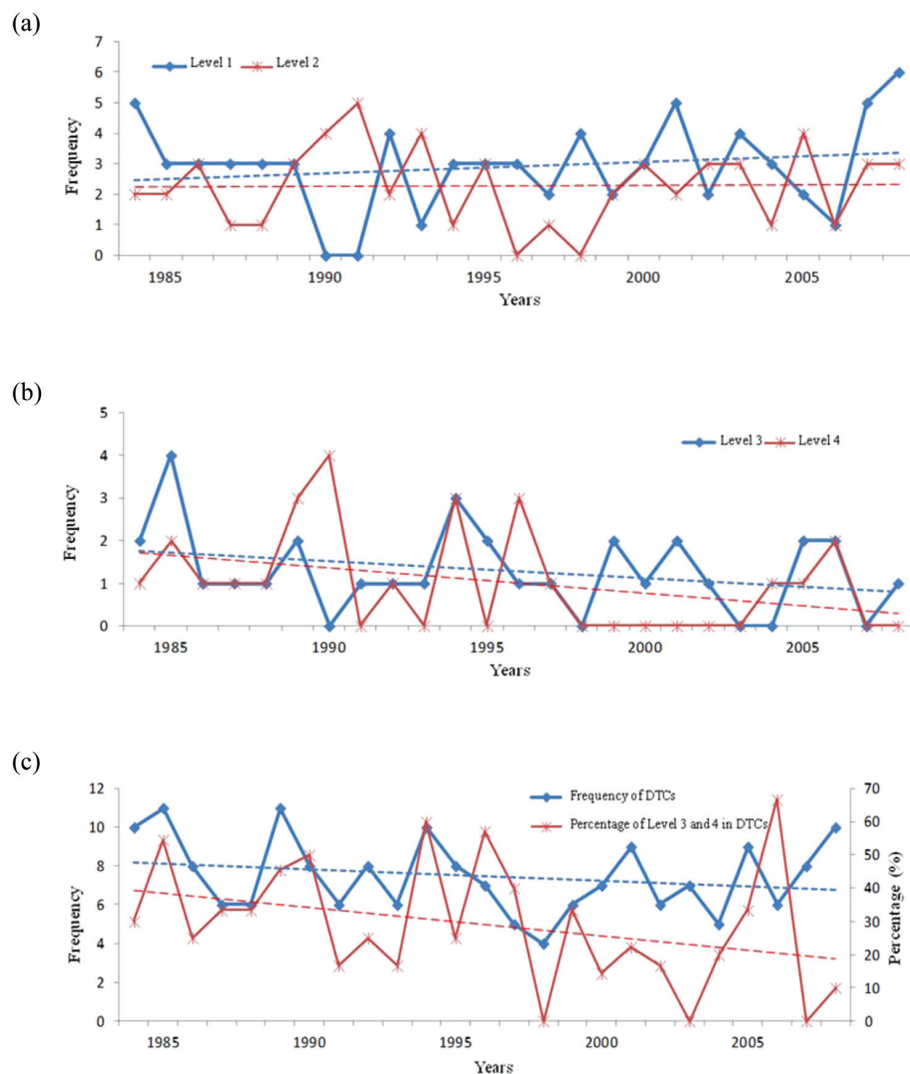 (a)
7
6
5
4
3
2
1
0
Frequency
Level 1 Level 2
1985 1990 1995 2000 2005
Years
(b)
5
4
3
2
1
0
Frequency
Level 3 Level 4
1985 1990 1995 2000 2005
Years
(c)
12
10
8
6
4
2
0
Frequency
Frequency of DTCs
Percentage of Level 3 and 4 in DTCs
70
60
50
40
30
20
10
0
Percentage (%)
1985 1990 1995 2000 2005
Years